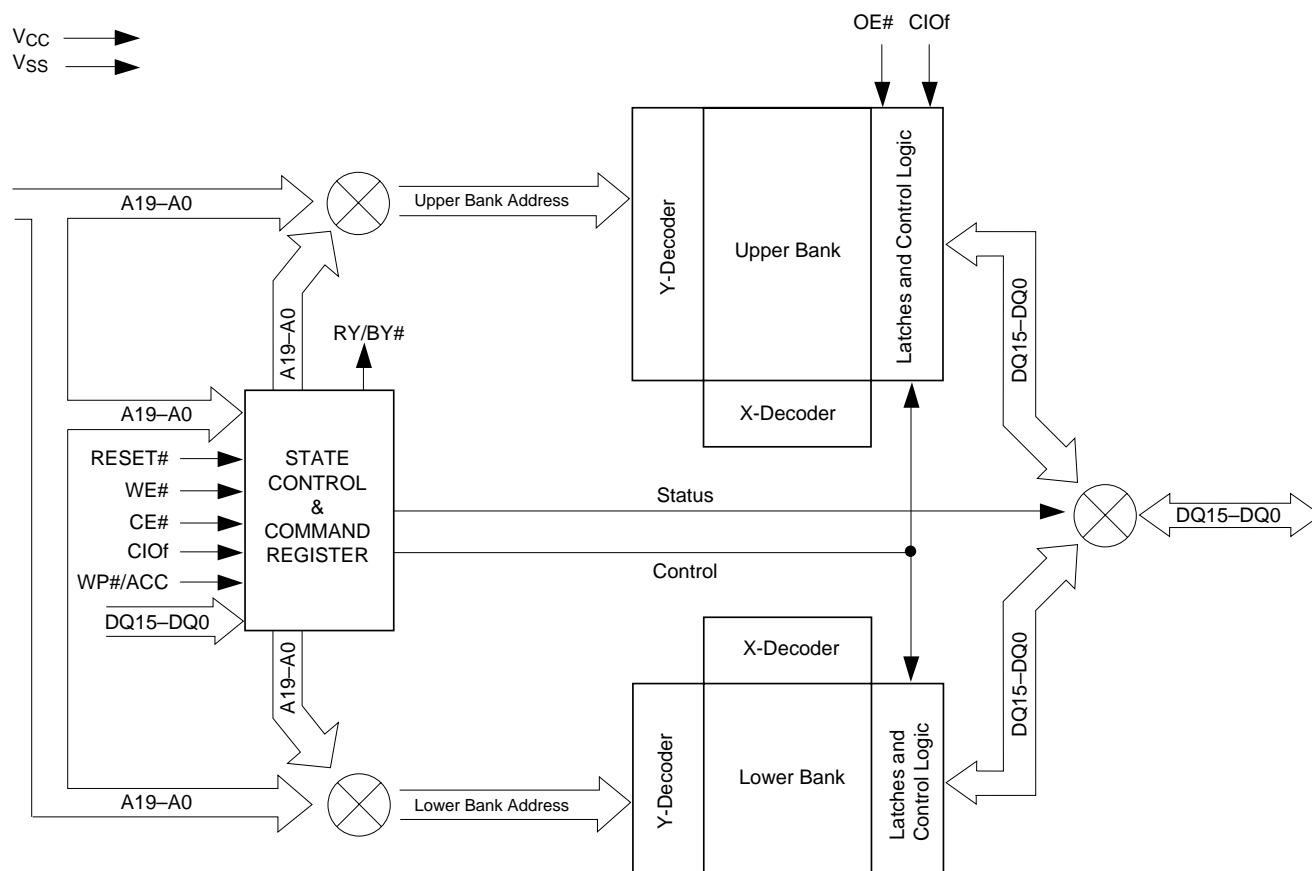 VCC
VSS
OE# CIOf
A19–A0
Upper Bank Address
Y-Decoder
Upper Bank
Latches and Control Logic
X-Decoder
DQ15–DQ0
A19–A0
RY/BY#
A19–A0
RESET#
WE#
CE#
CIOf
WP#/ACC
DQ15–DQ0
STATE
CONTROL
&
COMMAND
REGISTER
Status
Control
DQ15–DQ0
A19–A0
X-Decoder
Y-Decoder
Lower Bank
Latches and
Control Logic
DQ15–DQ0
A19–A0
Lower Bank Address